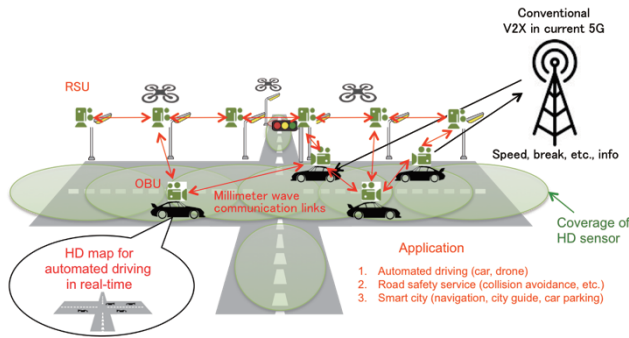 Conventional
V2X in current 5G
RSU
Speed, break, etc., info
OBU
Millimeter wave
communication links
Coverage of
HD sensor
HD map for
automated driving
in real-time
Application
1. Automated driving (car, drone)
2. Road safety service (collision avoidance, etc.)
3. Smart city (navigation, city guide, car parking)